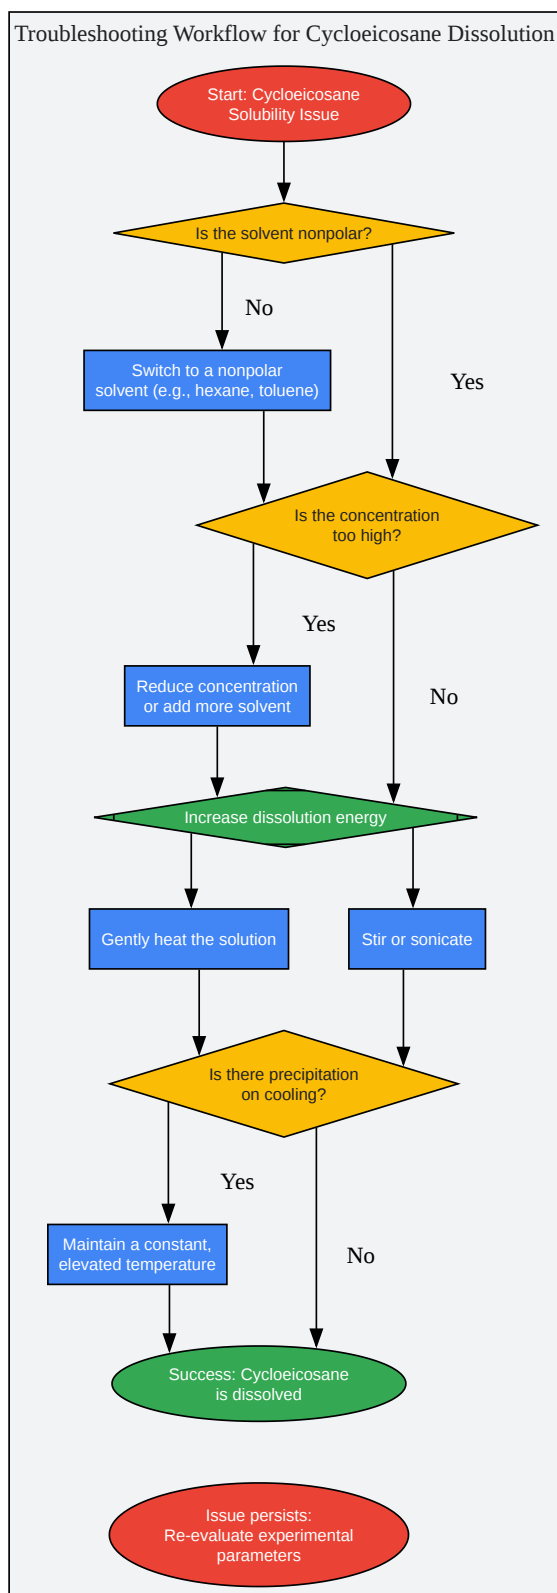 Troubleshooting Workflow for Cycloeicosane Dissolution
Start: Cycloeicosane
Solubility Issue
Is the solvent nonpolar?
No
Switch to a nonpolar
solvent (e.g., hexane, toluene)
Yes
Is the concentration
too high?
Yes
Reduce concentration
or add more solvent
No
Increase dissolution energy
Gently heat the solution
Stir or sonicate
Is there precipitation
on cooling?
Yes
Maintain a constant,
elevated temperature
No
Success: Cycloeicosane
is dissolved
Issue persists:
Re-evaluate experimental
parameters